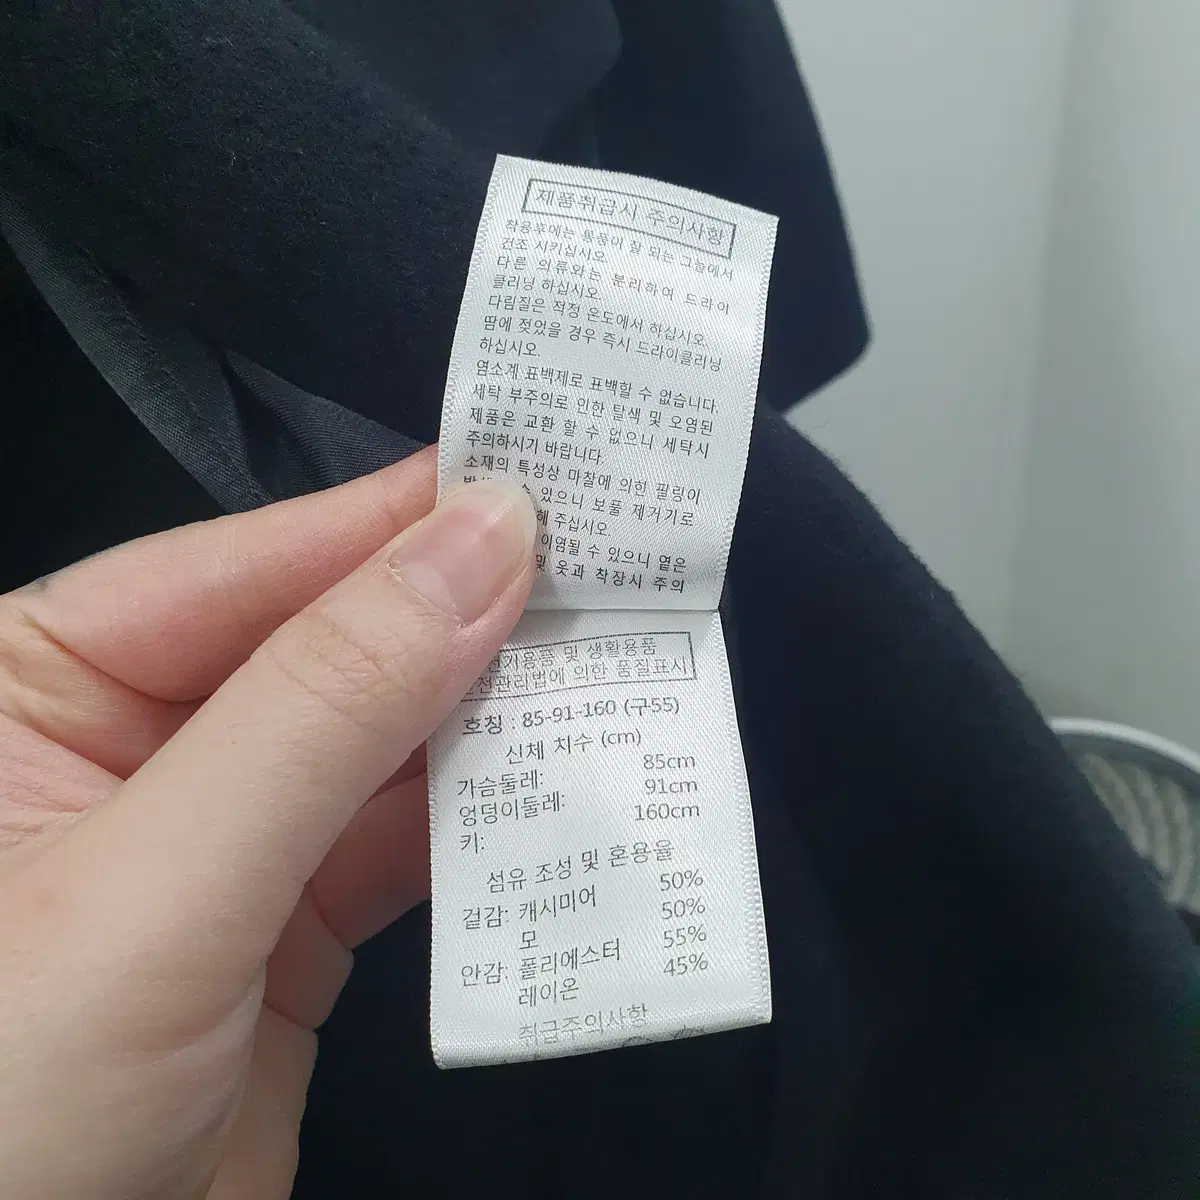 제품취급시 주의사항
착용후에는 통풍이 잘 되는 그늘에서
건조 시키십시오.
다른 의류와는 분리하여 드라이
클리닝 하십시오.
다림질은 적정 온도에서 하십시오.
땀에 젖었을 경우 즉시 드라이클리닝
하십시오.
염소계 표백제로 표백할 수 없습니다.
세탁 부주의로 인한 탈색 및 오염된
제품은 교환 할 수 없으니 세탁시
주의하시기 바랍니다.
소재의 특성상 마찰에 의한 필링이
수 있으니 보풀 제거기로
주십시오.
이염될 수 있으니 옅은
및 옷과 착장시 주의
전기용품 및 생활용품
안전관리법에 의한 품질표시
호칭 : 85-91-160 (구55)
신체 치수 (cm)
가슴둘레: 85cm
엉덩이둘레: 91cm
키: 160cm
섬유 조성 및 혼용율
겉감: 캐시미어 50%
모 50%
안감: 폴리에스터 55%
레이온 45%
취급주의사항